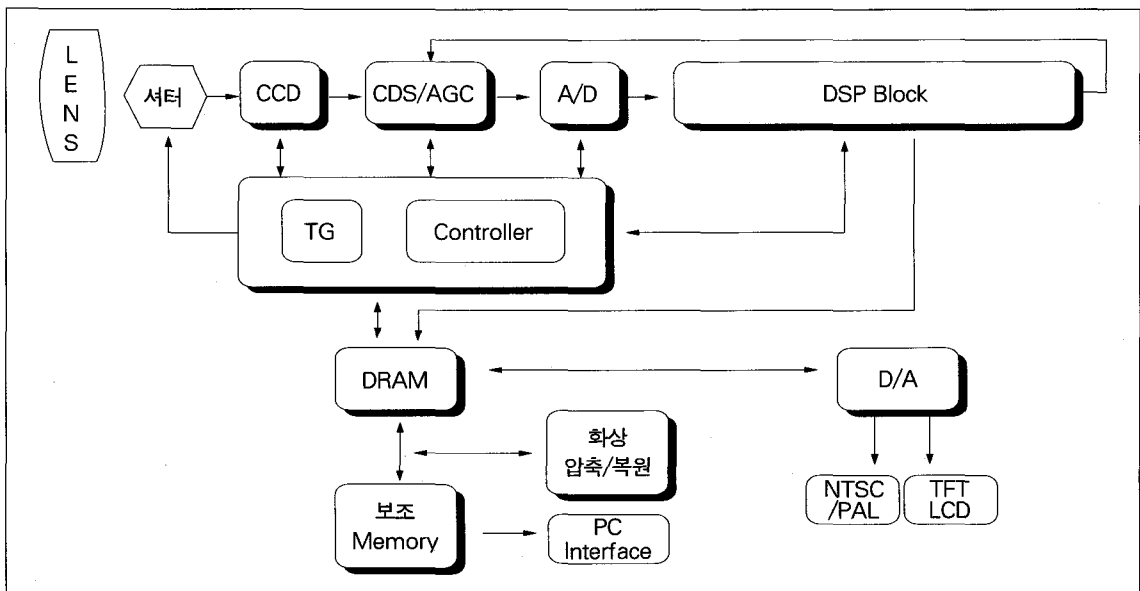 LENS
셔터
CCD
CDS/AGC
A/D
DSP Block
TG
Controller
DRAM
D/A
화상
압축/복원
NTSC
/PAL
TFT
LCD
보조
Memory
PC
Interface